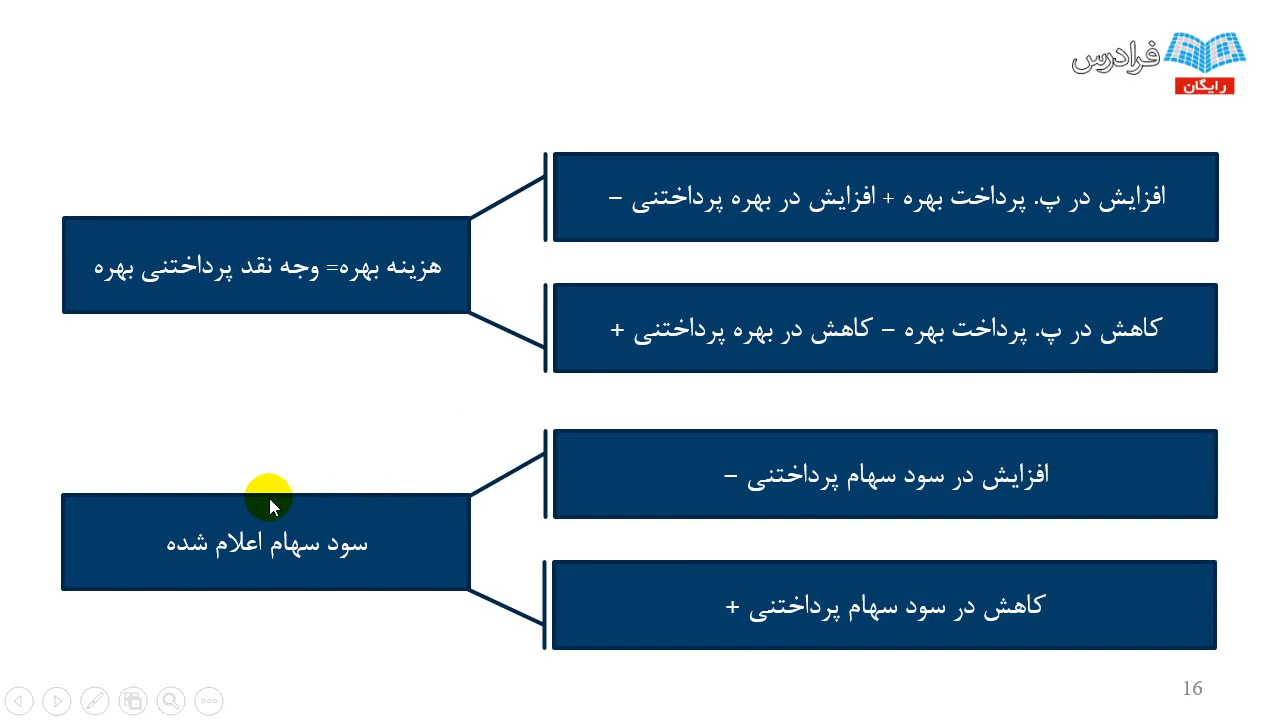 فرادرس
رایگان
افزایش در پ. پرداخت بهره + افزایش در بهره پرداختنی –
هزینه بهره= وجه نقد پرداختنی بهره
کاهش در پ. پرداخت بهره – کاهش در بهره پرداختنی +
افزایش در سود سهام پرداختنی –
سود سهام اعلام شده
کاهش در سود سهام پرداختنی +
16